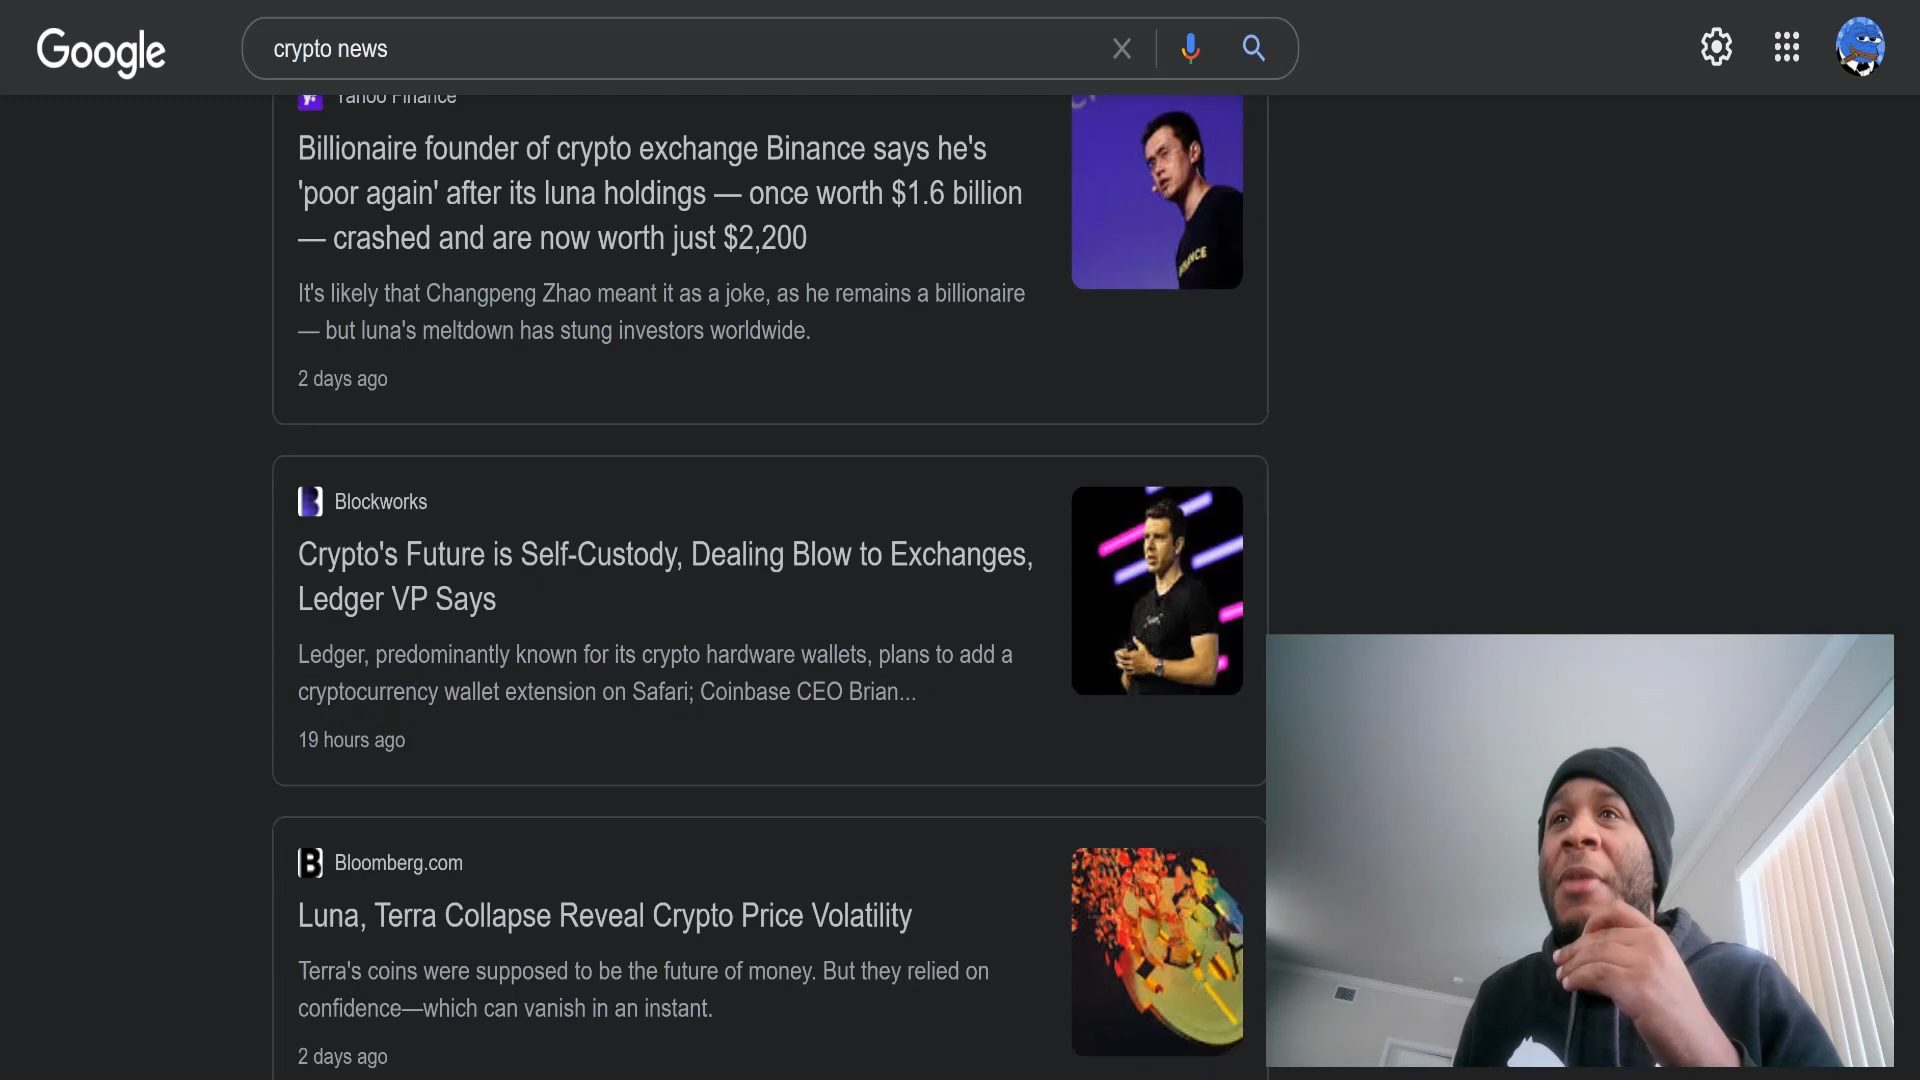 Google
crypto news
Yahoo Finance
Billionaire founder of crypto exchange Binance says he's
'poor again' after its luna holdings — once worth $1.6 billion
— crashed and are now worth just $2,200
It's likely that Changpeng Zhao meant it as a joke, as he remains a billionaire
— but luna's meltdown has stung investors worldwide.
2 days ago
Blockworks
Crypto's Future is Self-Custody, Dealing Blow to Exchanges,
Ledger VP Says
Ledger, predominantly known for its crypto hardware wallets, plans to add a
cryptocurrency wallet extension on Safari; Coinbase CEO Brian...
19 hours ago
B Bloomberg.com
Luna, Terra Collapse Reveal Crypto Price Volatility
Terra's coins were supposed to be the future of money. But they relied on
confidence—which can vanish in an instant.
2 days ago